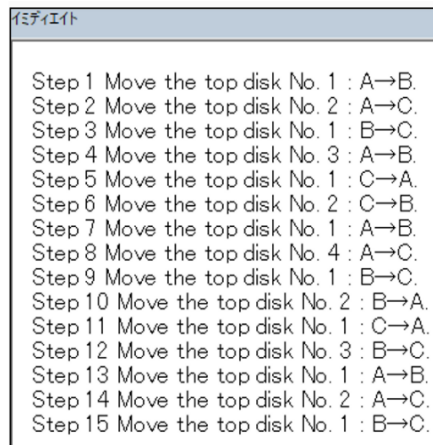 イミディエイト
Step 1 Move the top disk No. 1 : A→B.
Step 2 Move the top disk No. 2 : A→C.
Step 3 Move the top disk No. 1 : B→C.
Step 4 Move the top disk No. 3 : A→B.
Step 5 Move the top disk No. 1 : C→A.
Step 6 Move the top disk No. 2 : C→B.
Step 7 Move the top disk No. 1 : A→B.
Step 8 Move the top disk No. 4 : A→C.
Step 9 Move the top disk No. 1 : B→C.
Step 10 Move the top disk No. 2 : B→A.
Step 11 Move the top disk No. 1 : C→A.
Step 12 Move the top disk No. 3 : B→C.
Step 13 Move the top disk No. 1 : A→B.
Step 14 Move the top disk No. 2 : A→C.
Step 15 Move the top disk No. 1 : B→C.